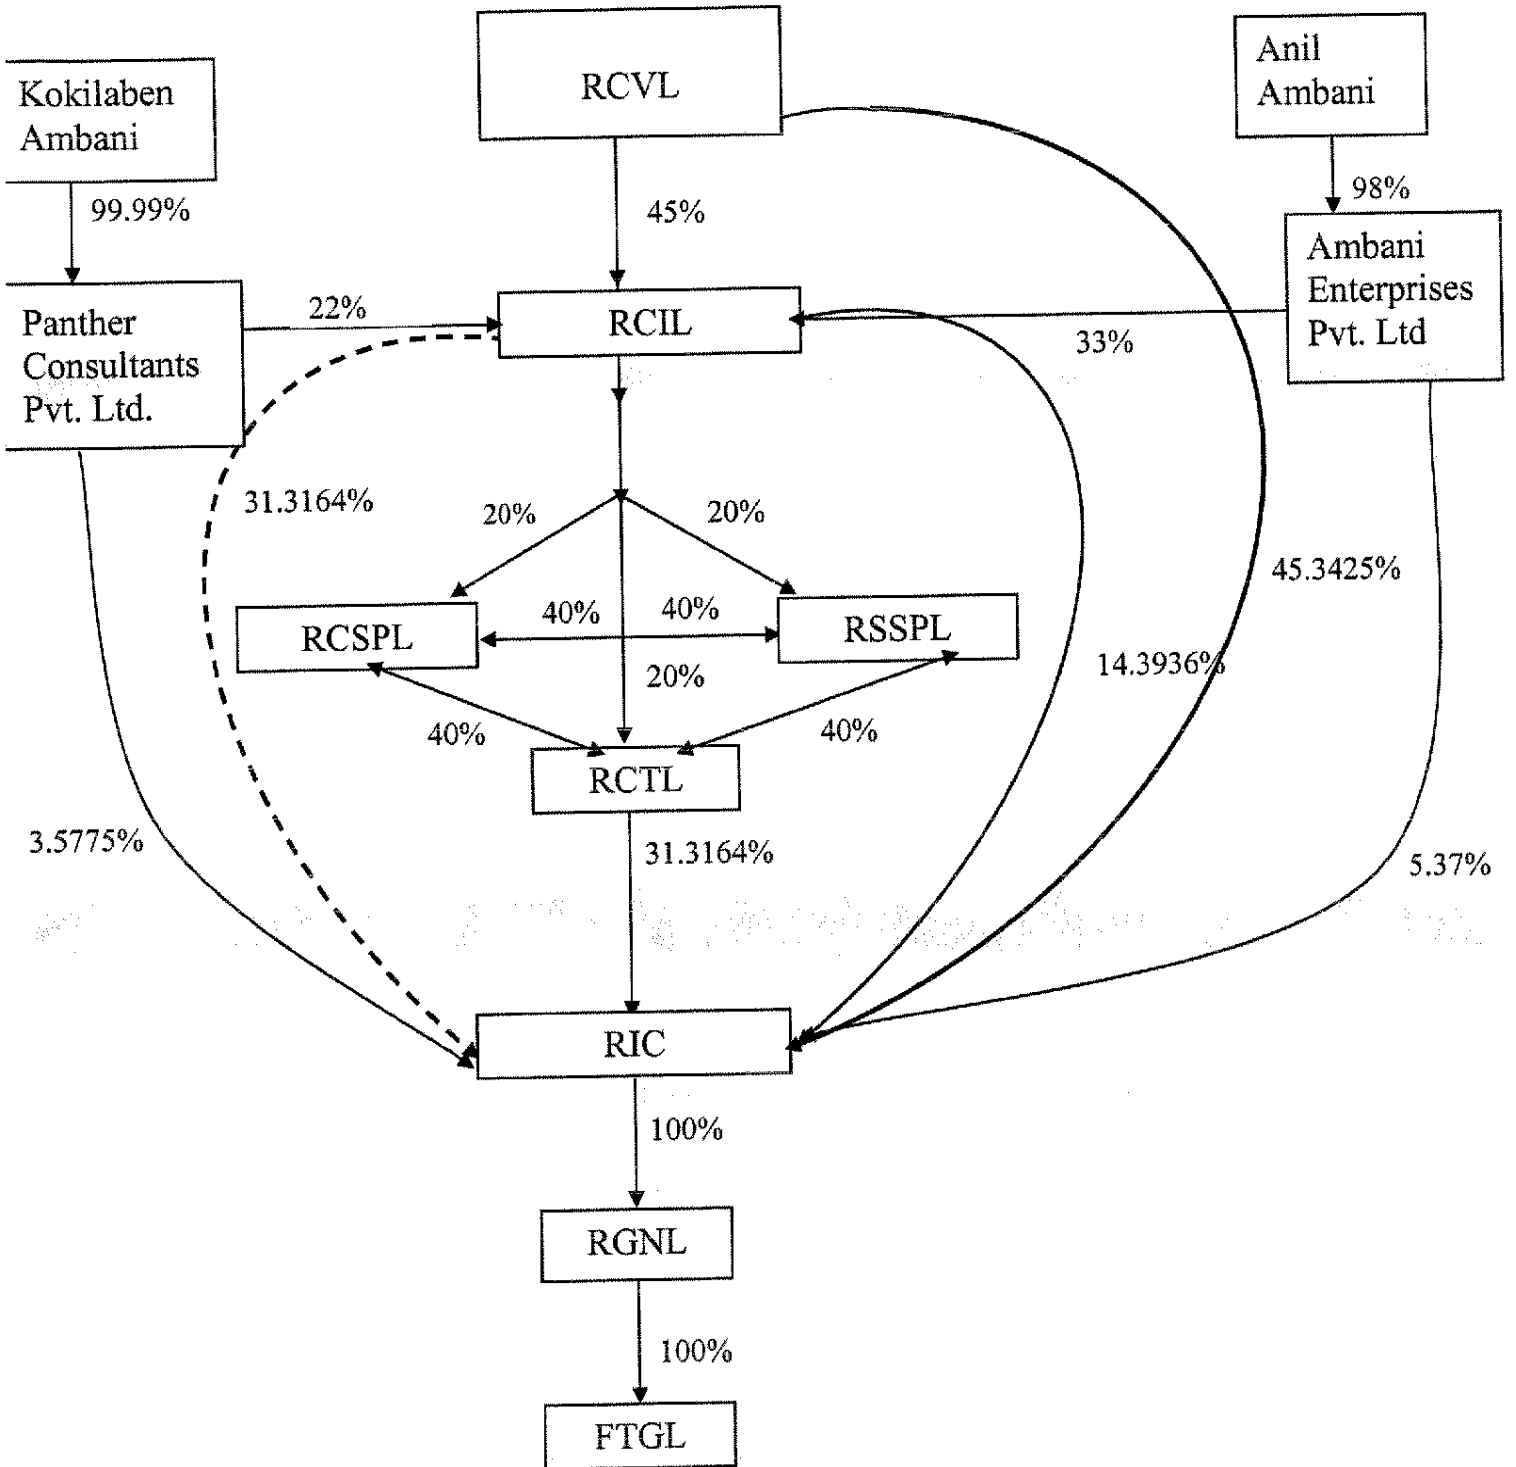 RCVL
Anil
Ambani
Kokilaben
Ambani
99.99%
45%
98%
Panther
Consultants
Pvt. Ltd.
22%
RCIL
33%
Ambani
Enterprises
Pvt. Ltd
31.3164%
20%
20%
45.3425%
RCSPL
40%
40%
RSSPL
14.3936%
20%
40%
40%
RCTL
3.5775%
31.3164%
5.37%
RIC
100%
RGNL
100%
FTGL